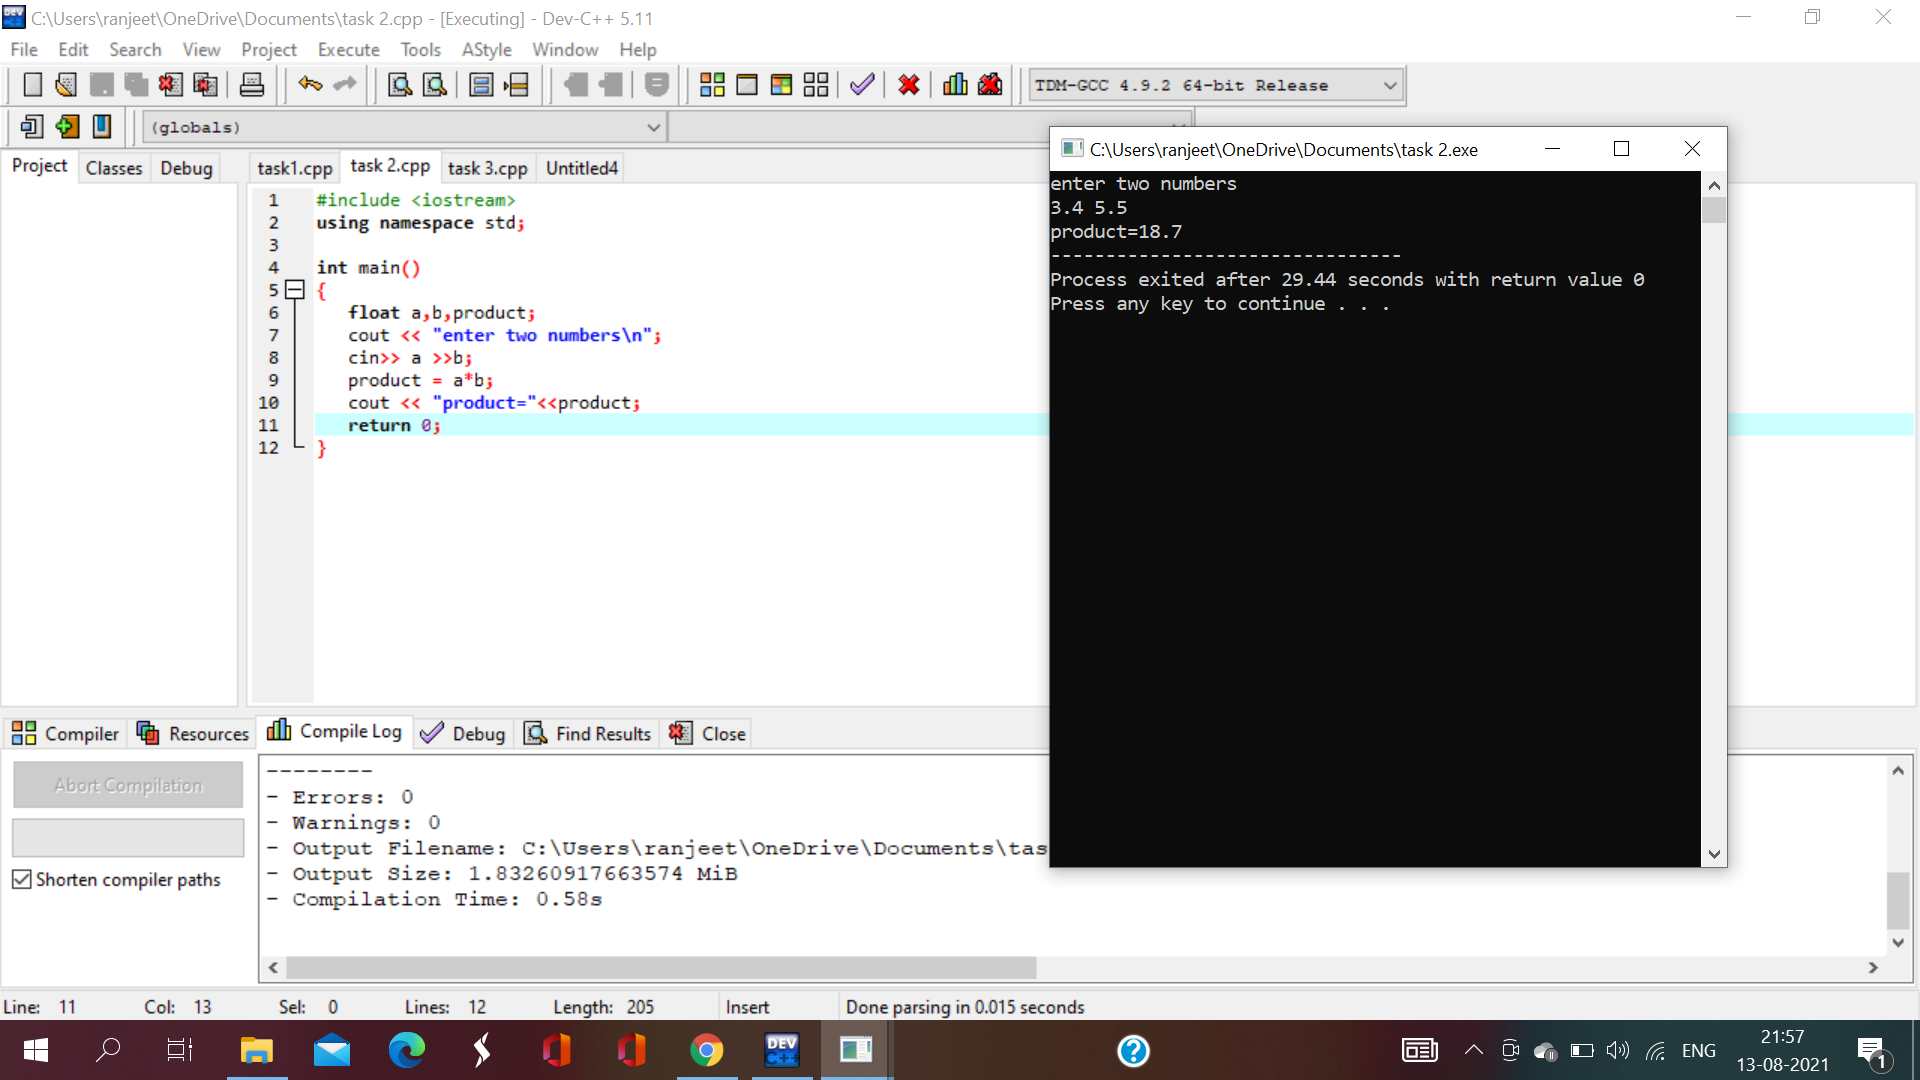 C:\Users\ranjeet\OneDrive\Documents\task 2.cpp - [Executing] - Dev-C++ 5.11
File Edit Search View Project Execute Tools AStyle Window Help
TDM-GCC 4.9.2 64-bit Release
(globals)
Project Classes Debug
task1.cpp task 2.cpp task 3.cpp Untitled4
1 #include <iostream>
2 using namespace std;
3
4 int main()
5 {
6 float a,b,product;
7 cout << "enter two numbers\n";
8 cin>> a >>b;
9 product = a*b;
10 cout << "product="<<product;
11 return 0;
12 }
C:\Users\ranjeet\OneDrive\Documents\task 2.exe
enter two numbers
3.4 5.5
product=18.7
--------------------------------
Process exited after 29.44 seconds with return value 0
Press any key to continue . . .
Compiler Resources Compile Log Debug Find Results Close
Abort Compilation
Shorten compiler paths
--------
- Errors: 0
- Warnings: 0
- Output Filename: C:\Users\ranjeet\OneDrive\Documents\tas
- Output Size: 1.83260917663574 MiB
- Compilation Time: 0.58s
Line: 11 Col: 13 Sel: 0 Lines: 12 Length: 205 Insert Done parsing in 0.015 seconds
DEV C++
ENG
21:57
13-08-2021
1